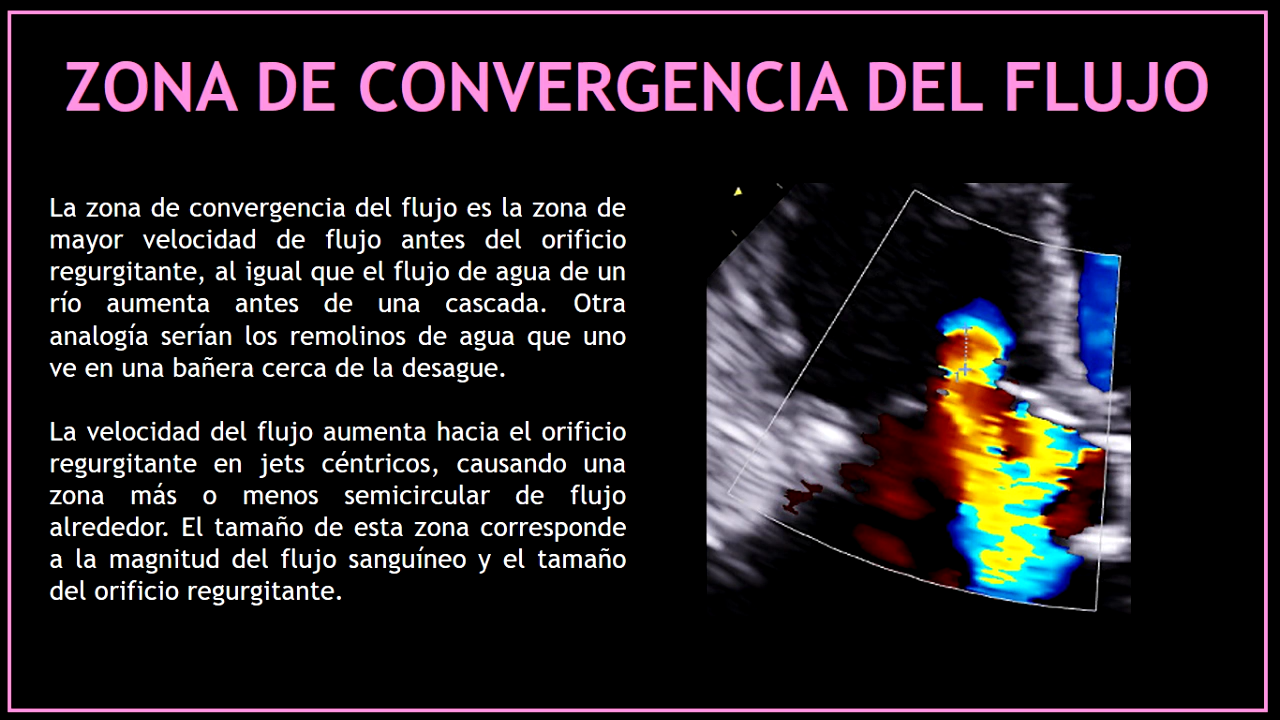 ZONA DE CONVERGENCIA DEL FLUJO
La zona de convergencia del flujo es la zona de
mayor velocidad de flujo antes del orificio
regurgitante, al igual que el flujo de agua de un
río aumenta antes de una cascada. Otra
analogía serían los remolinos de agua que uno
ve en una bañera cerca de la desague.
La velocidad del flujo aumenta hacia el orificio
regurgitante en jets céntricos, causando una
zona más o menos semicircular de flujo
alrededor. El tamaño de esta zona corresponde
a la magnitud del flujo sanguíneo y el tamaño
del orificio regurgitante.
1